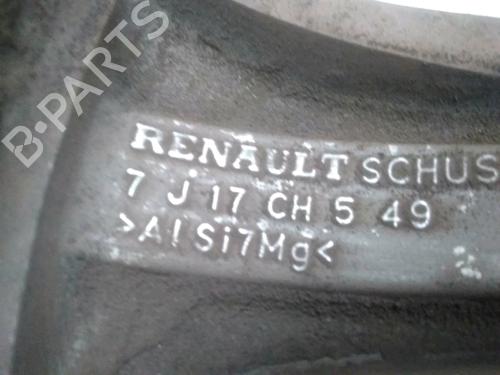 B-PARTS
RENAULT SCHUS
7 J 17 CH 5 49
>AlSi7Mg<